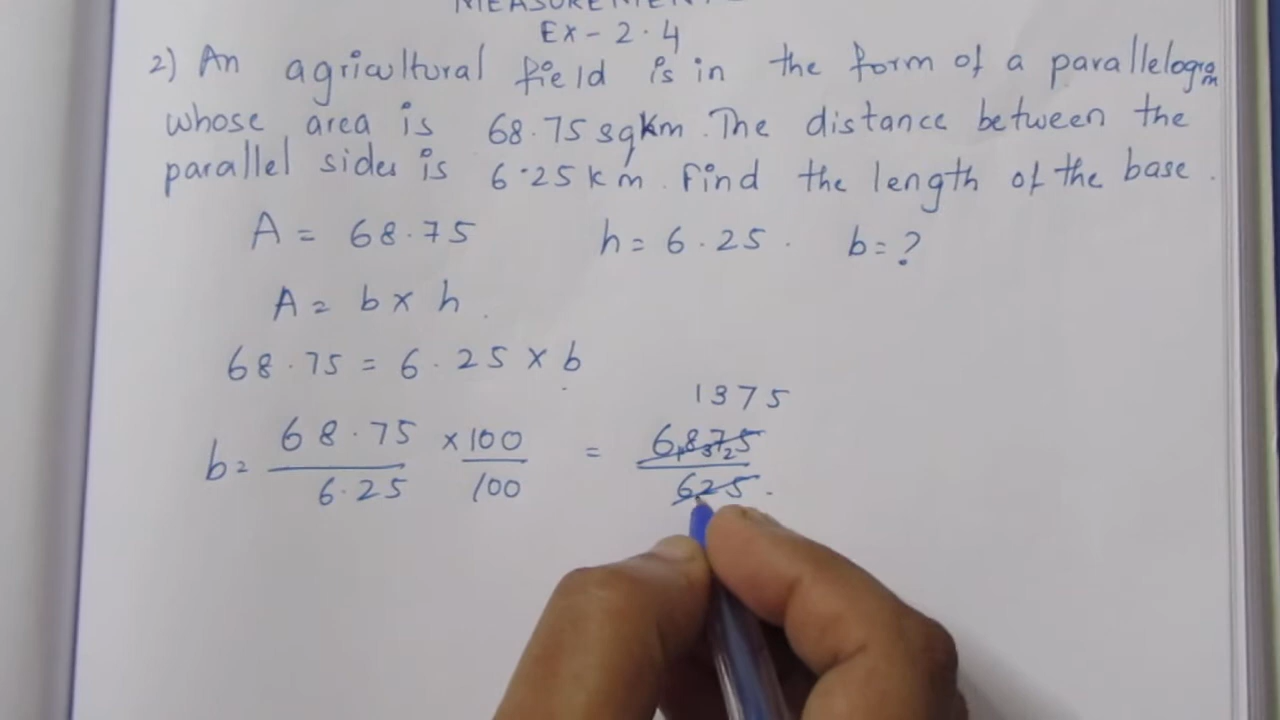 MEASUREMENT
Ex - 2.4
2) An agricultural field is in the form of a parallelogram
whose area is 68.75 sqkm. The distance between the
parallel sides is 6.25 km. Find the length of the base.
A = 68.75 h = 6.25. b = ?
A = b x h.
68.75 = 6.25 x b
1375
b = 68.75 x 100 = 6875
6.25 100 625.